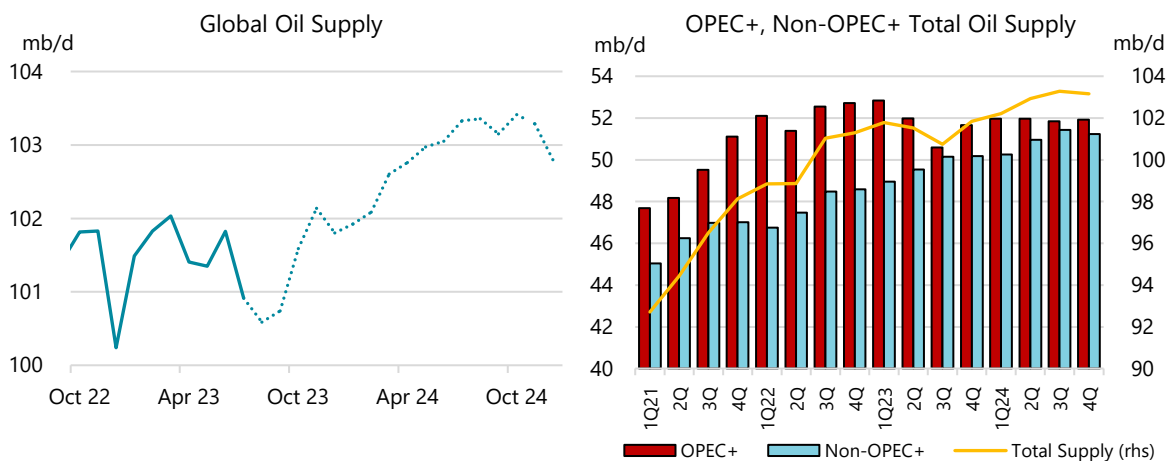 Global Oil Supply
mb/d
104
103
102
101
100
Oct 22 Apr 23 Oct 23 Apr 24 Oct 24
OPEC+, Non-OPEC+ Total Oil Supply
mb/d mb/d
54 104
52 102
50 100
48 98
46 96
44 94
42 92
40 90
1Q21 2Q 3Q 4Q 1Q22 2Q 3Q 4Q 1Q23 2Q 3Q 4Q 1Q24 2Q 3Q 4Q
OPEC+ Non-OPEC+ Total Supply (rhs)